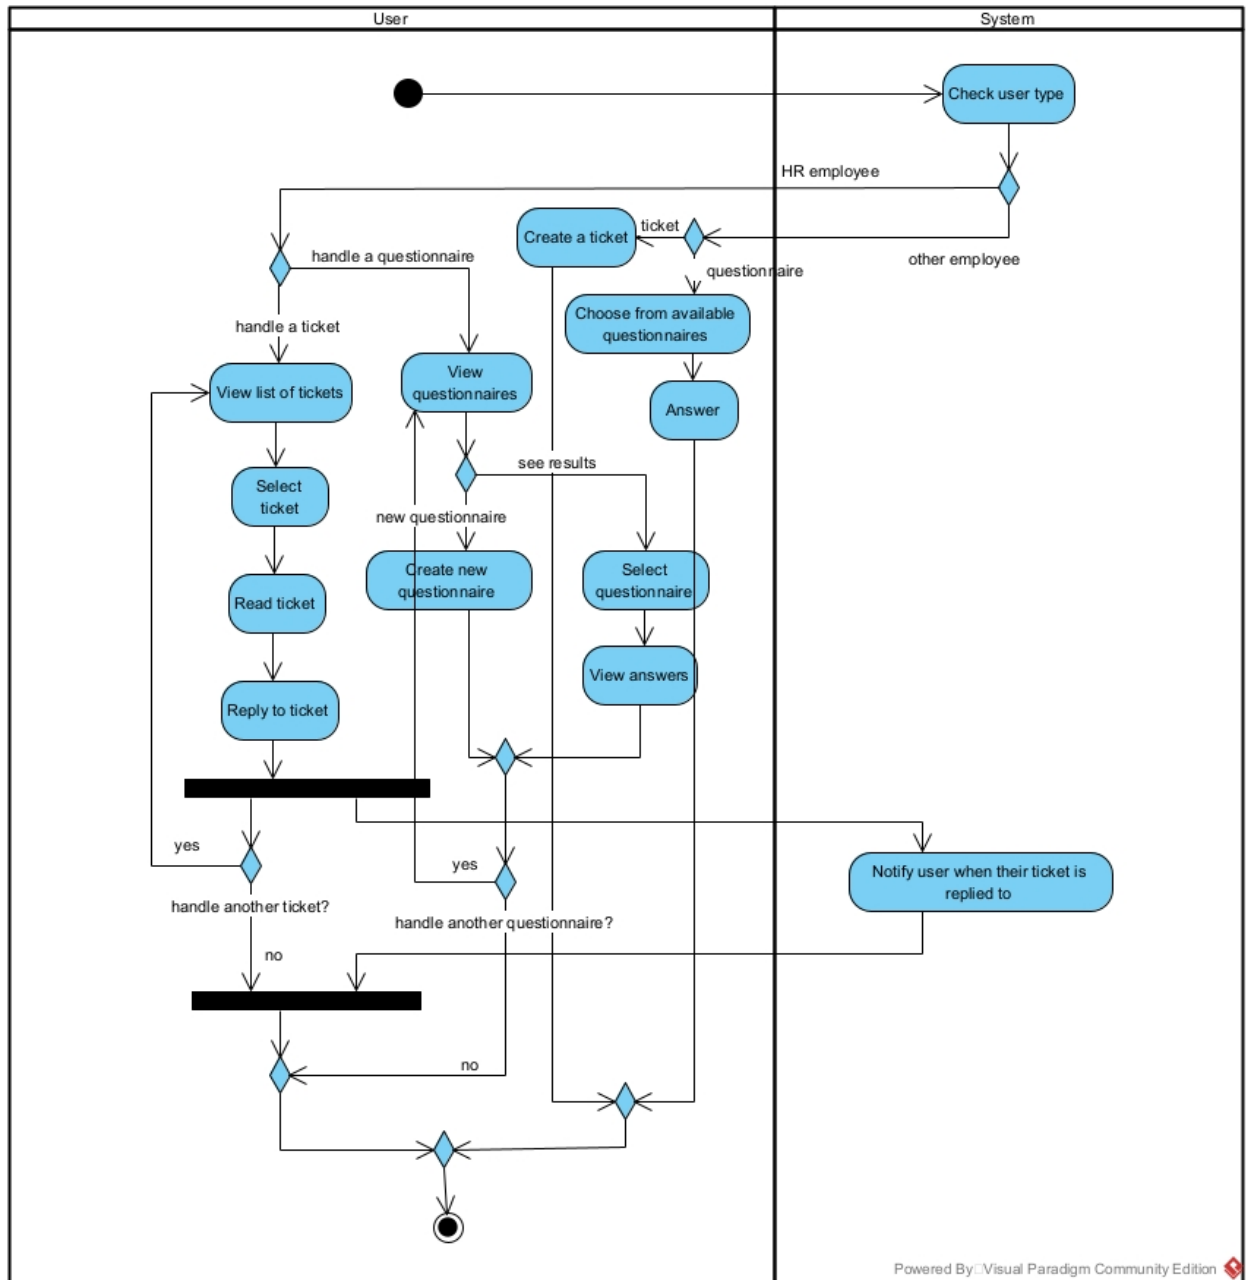 User
System
Check user type
HR employee
Create a ticket
ticket
other employee
handle a questionnaire
questionnaire
handle a ticket
Choose from available
questionnaires
View list of tickets
View
questionnaires
Answer
see results
Select
ticket
new questionnaire
Create new
questionnaire
Select
questionnaire
Read ticket
View answers
Reply to ticket
yes
yes
Notify user when their ticket is
replied to
handle another ticket?
handle another questionnaire?
no
no
Powered By Visual Paradigm Community Edition